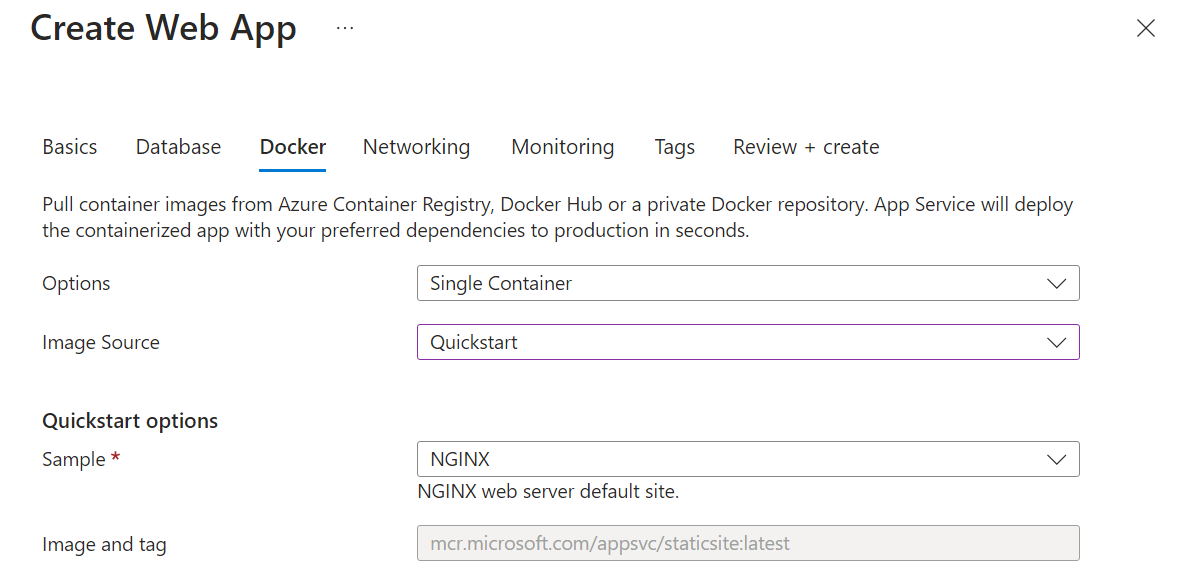 Create Web App ...
Basics Database Docker Networking Monitoring Tags Review + create
Pull container images from Azure Container Registry, Docker Hub or a private Docker repository. App Service will deploy
the containerized app with your preferred dependencies to production in seconds.
Options Single Container
Image Source Quickstart
Quickstart options
Sample * NGINX
NGINX web server default site.
Image and tag mcr.microsoft.com/appsvc/staticsite:latest